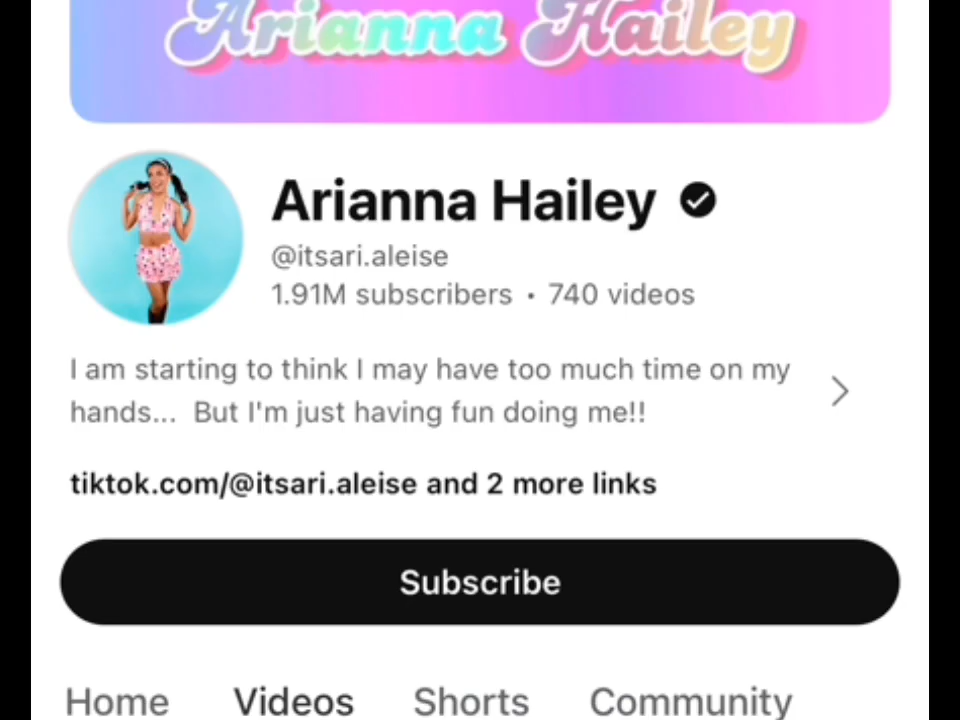 Arianna Hailey
Arianna Hailey
@itsari.aleise
1.91M subscribers • 740 videos
I am starting to think I may have too much time on my
hands... But I'm just having fun doing me!!
tiktok.com/@itsari.aleise and 2 more links
Subscribe
Home Videos Shorts Community